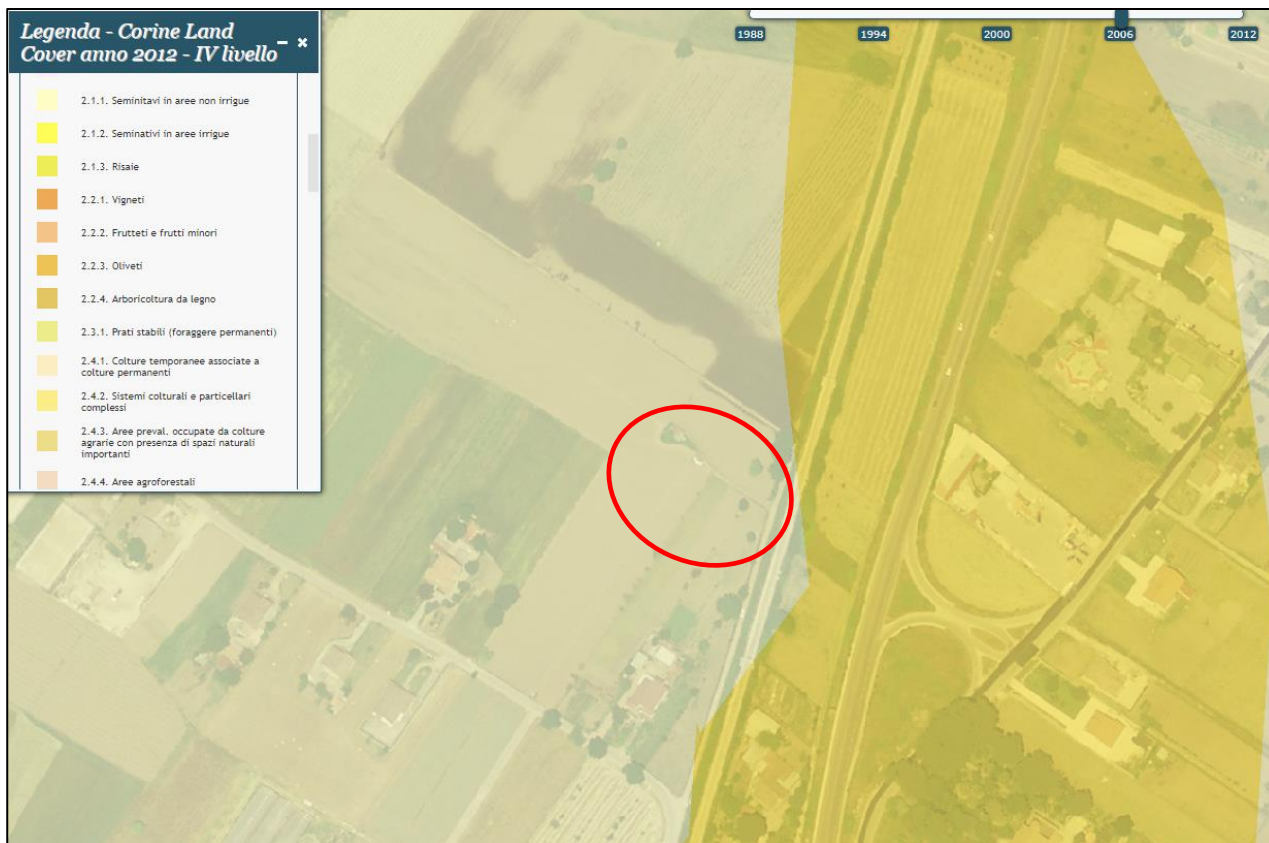 Legenda - Corine Land
Cover anno 2012 - IV livello
2.1.1. Seminitavi in aree non irrigue
2.1.2. Seminativi in aree irrigue
2.1.3. Risaie
2.2.1. Vigneti
2.2.2. Frutteti e frutti minori
2.2.3. Oliveti
2.2.4. Arboricoltura da legno
2.3.1. Prati stabili (foraggere permanenti)
2.4.1. Colture temporanee associate a
colture permanenti
2.4.2. Sistemi colturali e particellari
complessi
2.4.3. Aree preval. occupate da colture
agrarie con presenza di spazi naturali
importanti
2.4.4. Aree agroforestali
1988
1994
2000
2006
2012